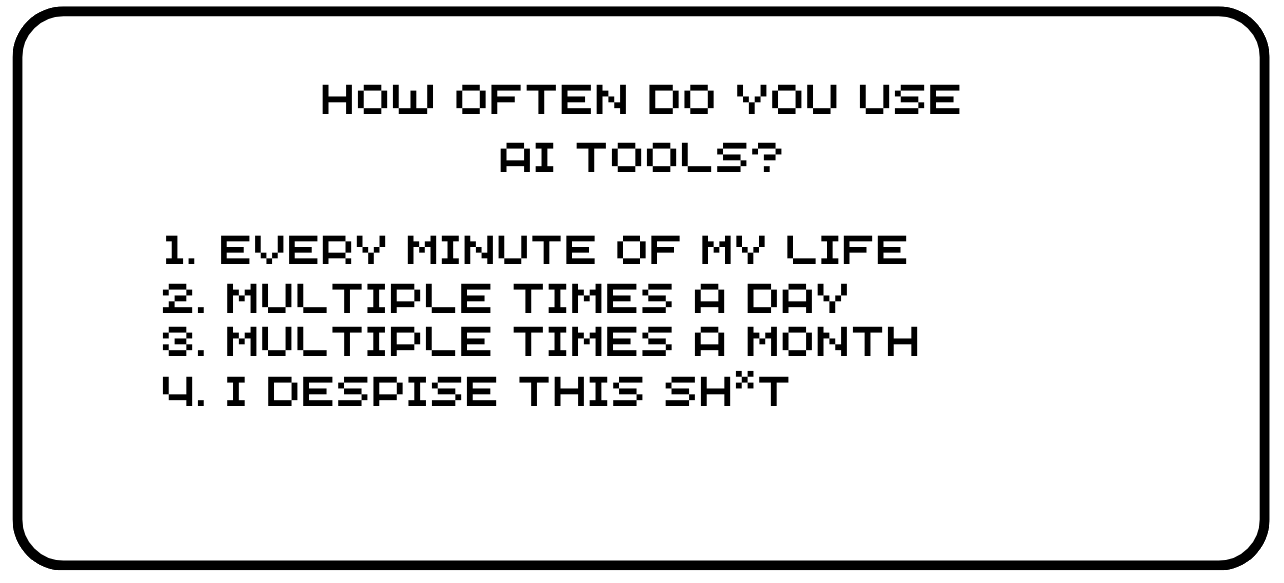 HOW OFTEN DO YOU USE
AI TOOLS?
1. EVERY MINUTE OF MY LIFE
2. MULTIPLE TIMES A DAY
3. MULTIPLE TIMES A MONTH
4. I DESPISE THIS SH*T